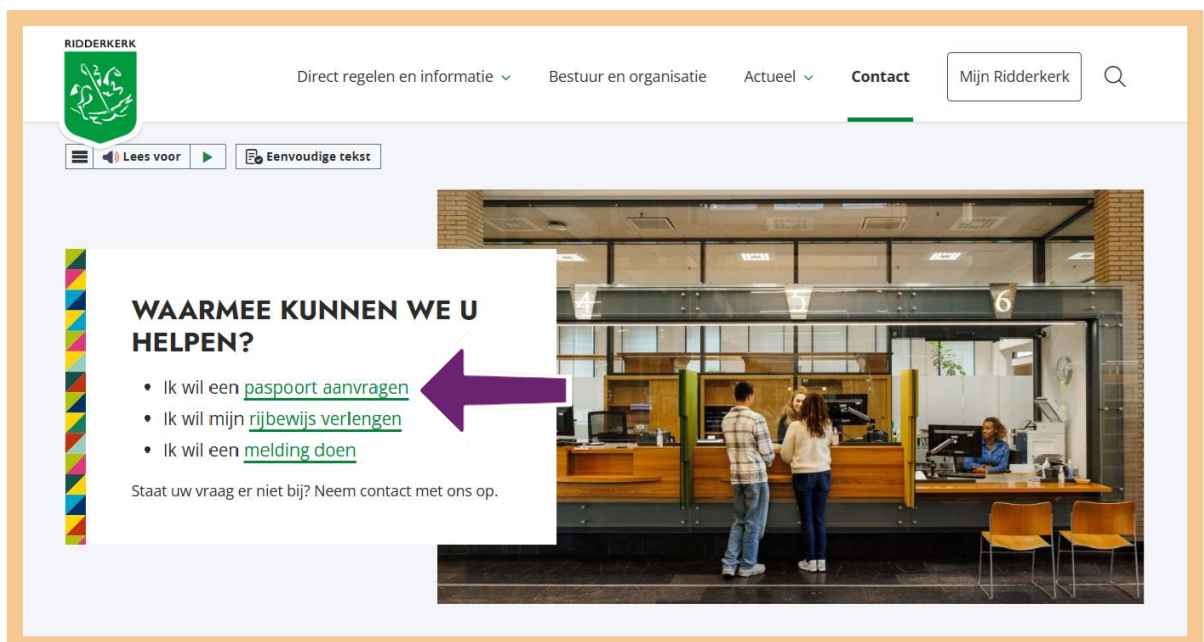 RIDDERKERK
Direct regelen en informatie
Bestuur en organisatie
Actueel
Contact
Mijn Ridderkerk
Lees voor
Eenvoudige tekst
WAARMEE KUNNEN WE U
HELPEN?
• Ik wil een paspoort aanvragen
• Ik wil mijn rijbewijs verlengen
• Ik wil een melding doen
Staat uw vraag er niet bij? Neem contact met ons op.
4
5
6